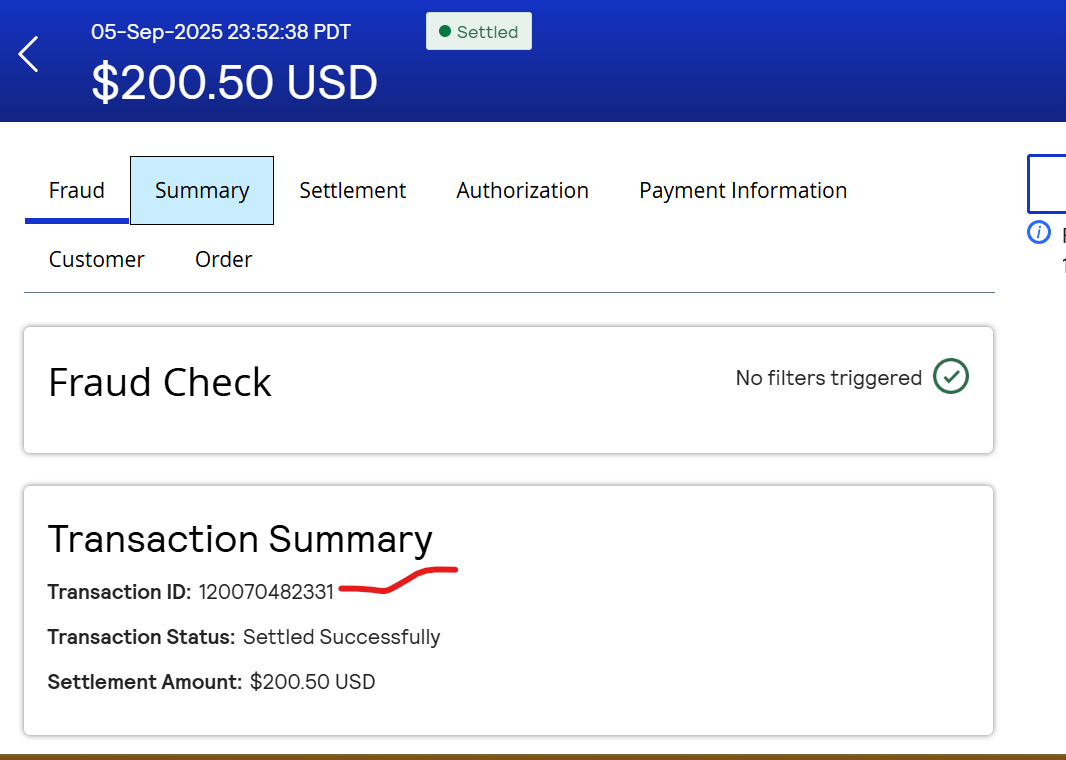 05-Sep-2025 23:52:38 PDT
Settled
$200.50 USD
Fraud
Summary
Settlement
Authorization
Payment Information
Customer
Order
Fraud Check
No filters triggered
Transaction Summary
Transaction ID: 120070482331
Transaction Status: Settled Successfully
Settlement Amount: $200.50 USD